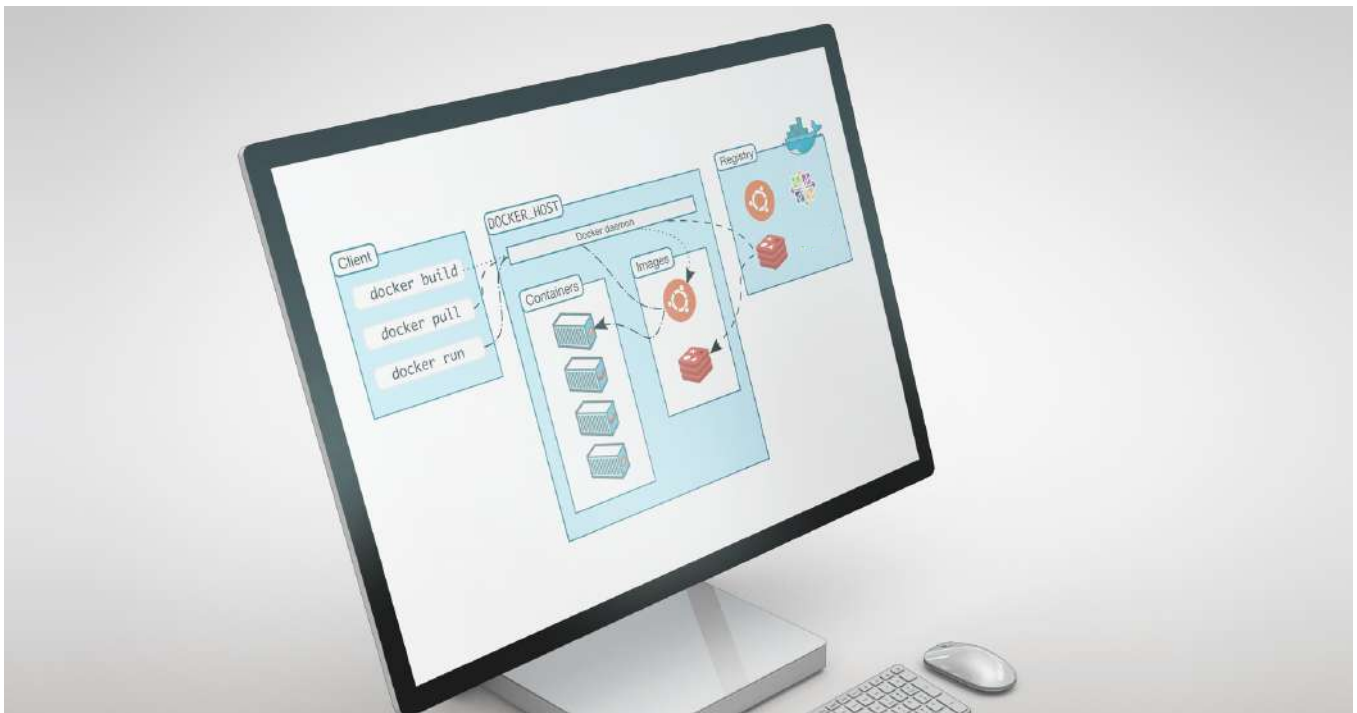 Client
docker build
docker pull
docker run
DOCKER_HOST
Docker daemon
Containers
Images
Registry